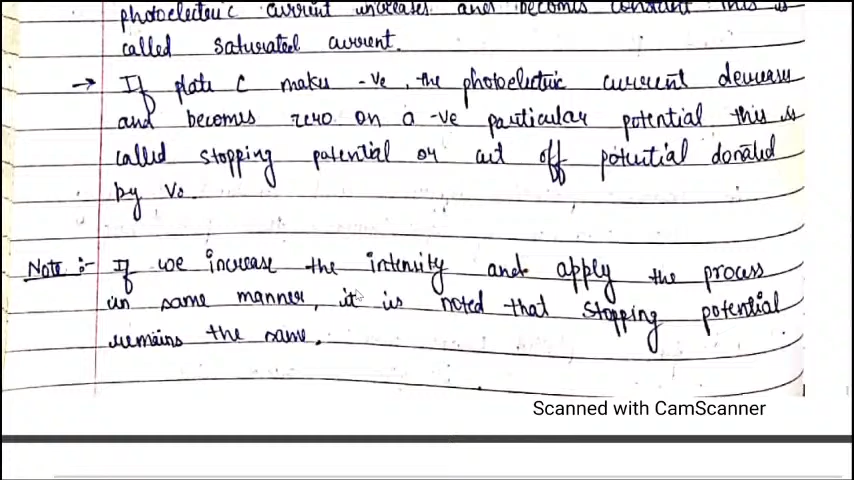 photoelectric current increases and becomes constant this is
called saturated current.
→ If plate C makes -ve, the photoelectric current decrease
and becomes zero on a -ve particular potential this is
called stopping potential or cut off potential donated
by Vo.
Note :- If we increase the intensity and apply the process
in same manner, it is noted that stopping potential
remains the same.
Scanned with CamScanner